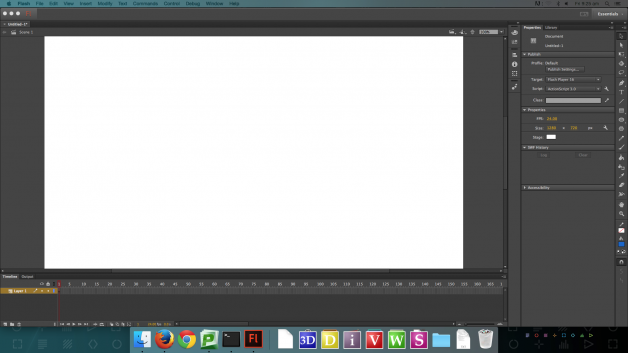 Flash File Edit View Insert Modify Text Commands Control Debug Window Help
Untitled-1*
Essentials
Scene 1
Properties Library
Document
Untitled-1
Publish
Profile: Default
Publish Settings...
Target: Flash Player 16
Script: ActionScript 3.0
Class:
Properties
FPS: 24.00
Size: 1280 x 720 px
Stage:
SWF History
Log Clear
Accessibility
Timeline Output
1 5 10 15 20 25 30 35 40 45 50 55 60 65 70 75 80 85 90 95 100 105 110 115 120 125 130 135 140 145 150 155 160 165
Layer 1
Fl 3D D i V W S